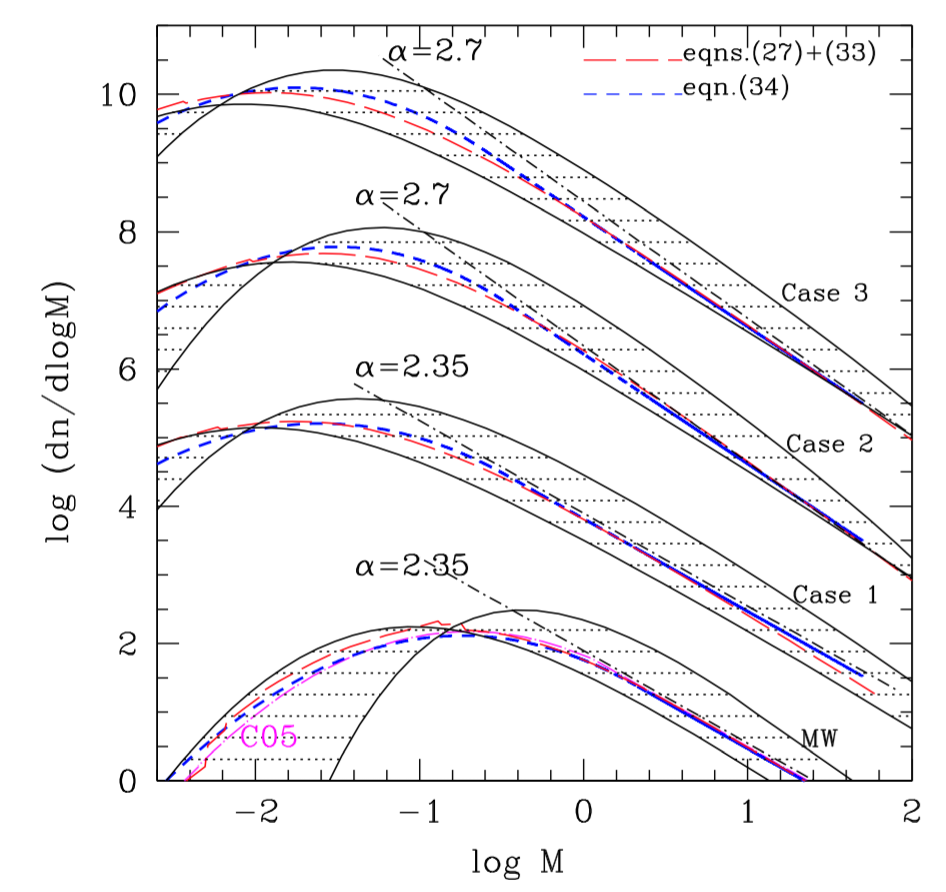 α=2.7
eqns.(27)+(33)
eqn.(34)
10
α=2.7
8
Case 3
α=2.35
6
Case 2
4
α=2.35
Case 1
2
C05
MW
0
−2
−1
0
1
2
log M
log (dn/dlogM)